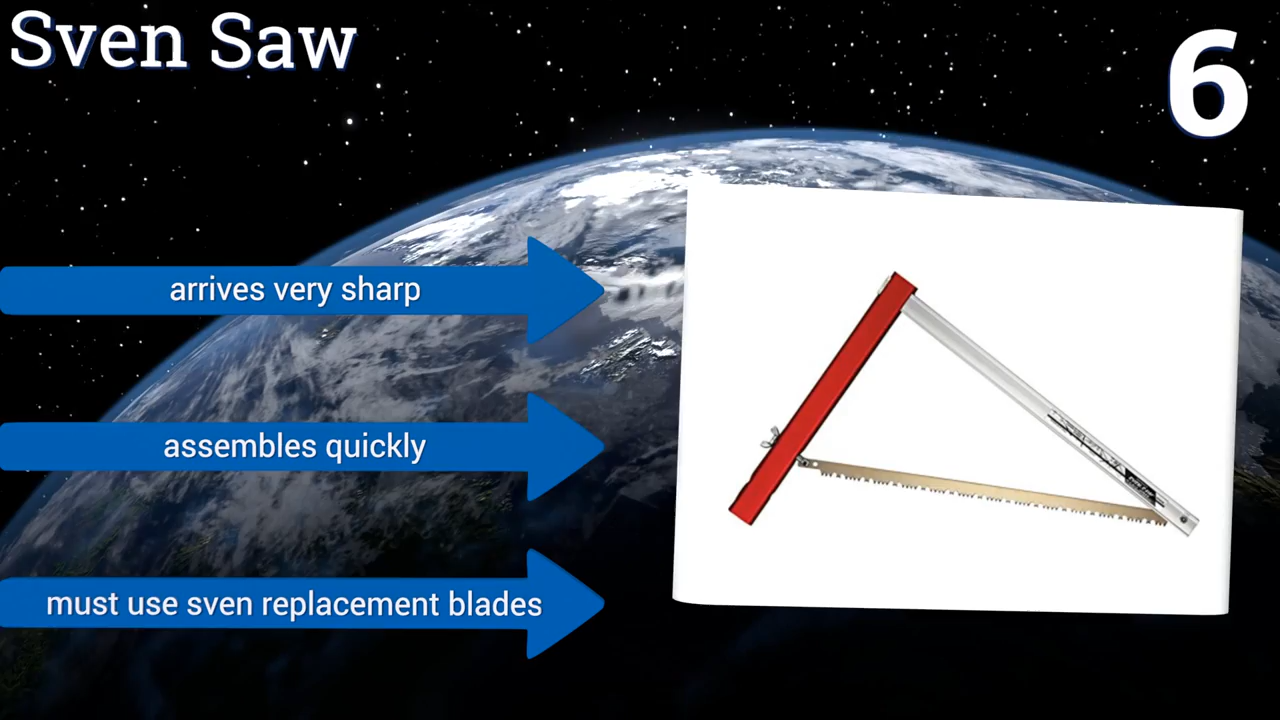 Sven Saw
6
arrives very sharp
assembles quickly
must use sven replacement blades